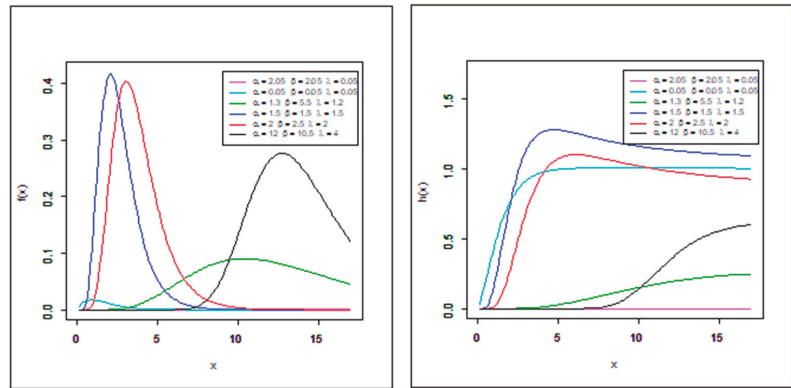 α = 2.05 β = 2.05 λ = 0.05
α = 0.05 β = 0.05 λ = 0.05
α = 1.3 β = 5.5 λ = 1.2
α = 1.5 β = 1.5 λ = 1.5
α = 2 β = 2.5 λ = 2
α = 12 β = 10.5 λ = 4
f(x)
0.4
0.3
0.2
0.1
0.0
0 5 10 15
x
α = 2.05 β = 2.05 λ = 0.05
α = 0.05 β = 0.05 λ = 0.05
α = 1.3 β = 5.5 λ = 1.2
α = 1.5 β = 1.5 λ = 1.5
α = 2 β = 2.5 λ = 2
α = 12 β = 10.5 λ = 4
h(x)
1.5
1.0
0.5
0.0
0 5 10 15
x